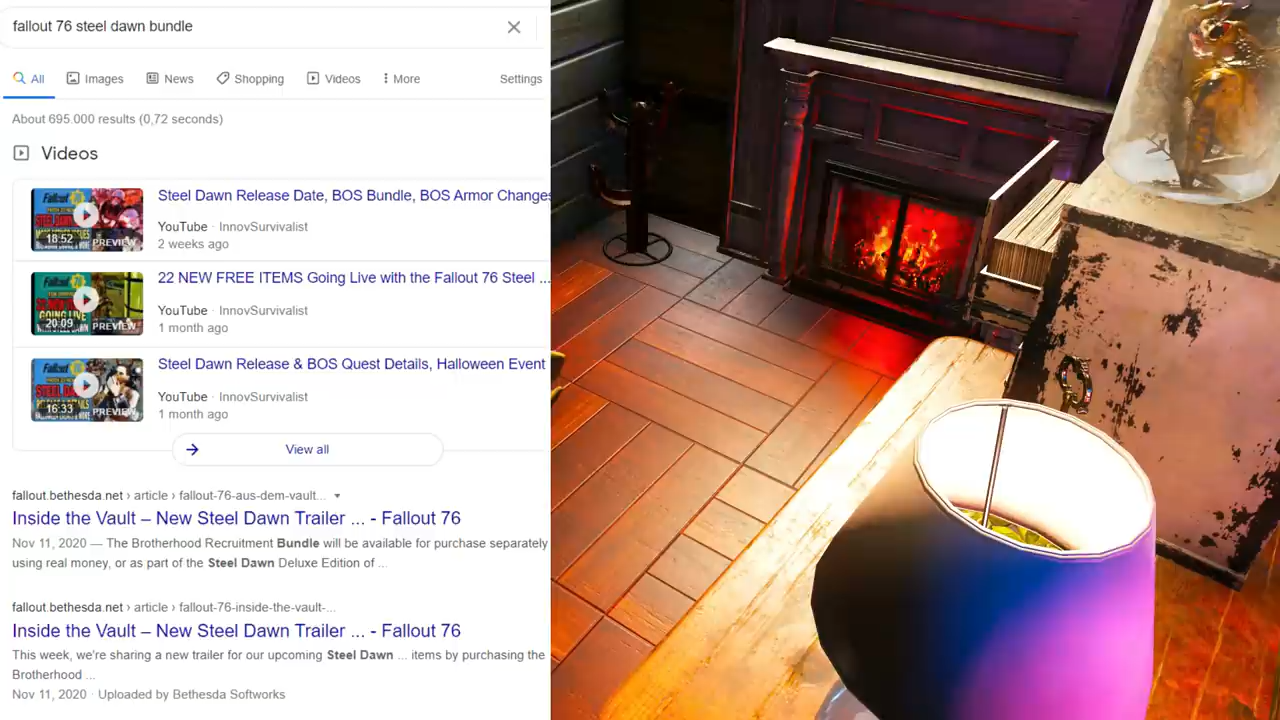 fallout 76 steel dawn bundle
All Images News Shopping Videos More Settings
About 695.000 results (0,72 seconds)
Videos
Steel Dawn Release Date, BOS Bundle, BOS Armor Changes
YouTube · InnovSurvivalist
2 weeks ago
18:52 PREVIEW
22 NEW FREE ITEMS Going Live with the Fallout 76 Steel ...
YouTube · InnovSurvivalist
1 month ago
20:09 PREVIEW
Steel Dawn Release & BOS Quest Details, Halloween Event
YouTube · InnovSurvivalist
1 month ago
16:33 PREVIEW
View all
fallout.bethesda.net › article › fallout-76-aus-dem-vault...
Inside the Vault – New Steel Dawn Trailer ... - Fallout 76
Nov 11, 2020 — The Brotherhood Recruitment Bundle will be available for purchase separately
using real money, or as part of the Steel Dawn Deluxe Edition of ...
fallout.bethesda.net › article › fallout-76-inside-the-vault-...
Inside the Vault – New Steel Dawn Trailer ... - Fallout 76
This week, we're sharing a new trailer for our upcoming Steel Dawn ... items by purchasing the
Brotherhood ...
Nov 11, 2020 · Uploaded by Bethesda Softworks